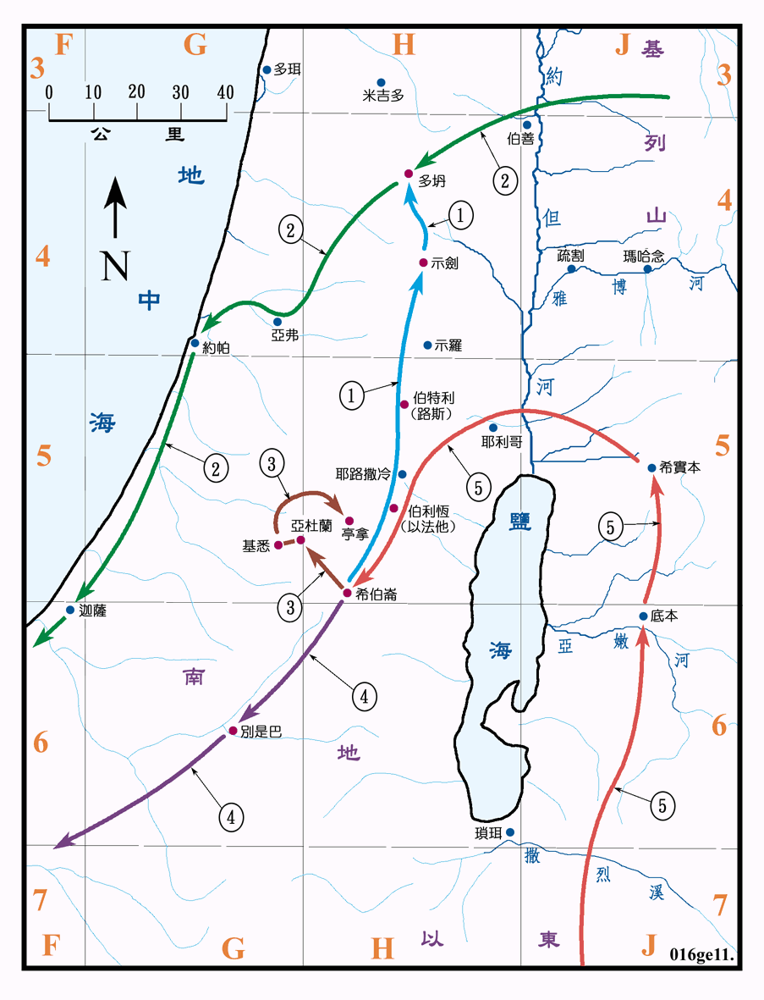 F
G
H
J
基
3
多珥
約
3
0 10 20 30 40
米吉多
公里
伯善
列
地
②
多坍
山
4
①
但
②
疏割
瑪哈念
4
示劍
N
雅博河
中
亞弗
約帕
示羅
河
①
伯特利
（路斯）
海
耶利哥
5
5
②
③
耶路撒冷
希實本
⑤
伯利恆
（以法他）
鹽
亞杜蘭
亭拿
基悉
⑤
③
希伯崙
迦薩
底本
亞嫩河
海
南
④
6
別是巴
6
地
④
⑤
瑣珥
撒烈溪
7
7
以東
F
G
H
J
016ge11.